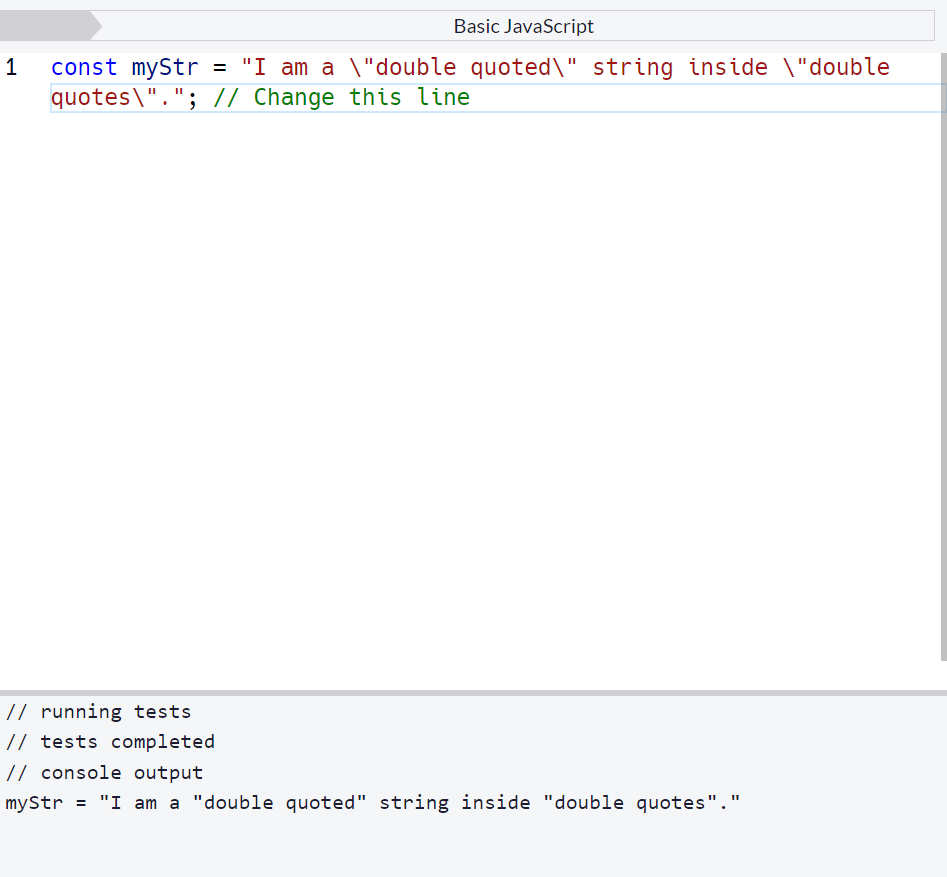 Basic JavaScript
1 const myStr = "I am a \"double quoted\" string inside \"double
quotes\"."; // Change this line
// running tests
// tests completed
// console output
myStr = "I am a "double quoted" string inside "double quotes"."